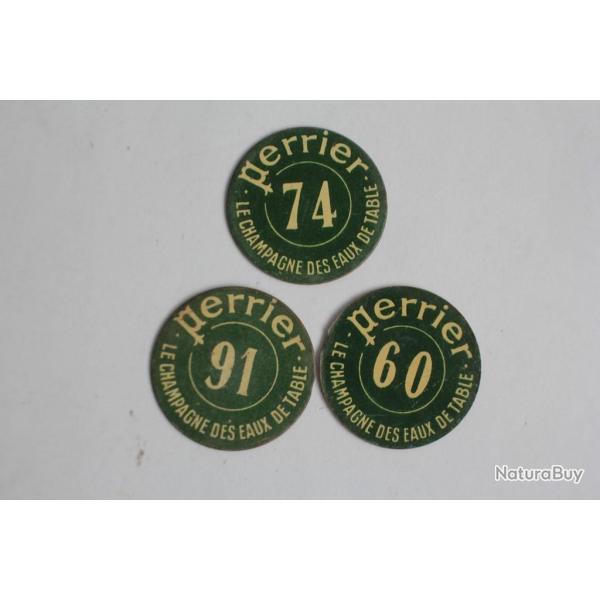 Perrier
74
· LE CHAMPAGNE DES EAUX DE TABLE ·
Perrier
91
· LE CHAMPAGNE DES EAUX DE TABLE ·
Perrier
60
· LE CHAMPAGNE DES EAUX DE TABLE ·
NaturaBuy